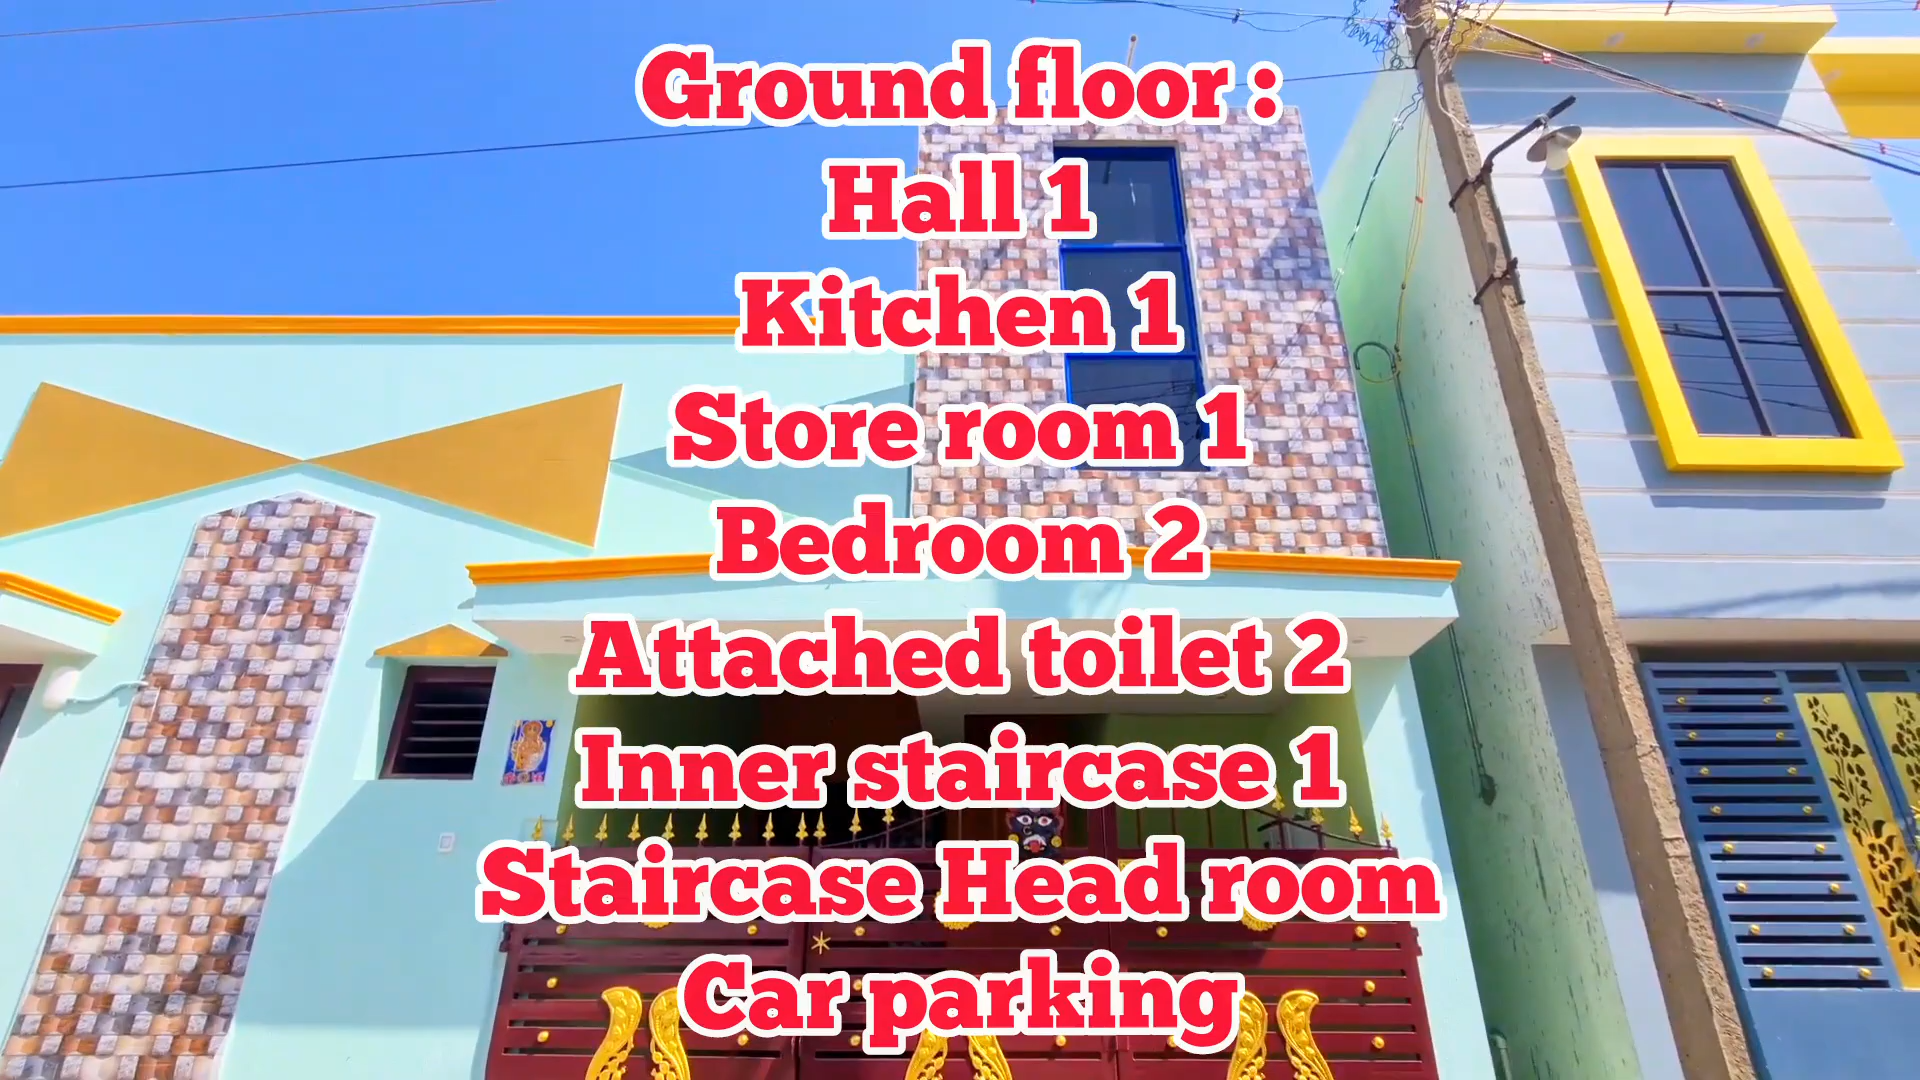 Ground floor :
Hall 1
Kitchen 1
Store room 1
Bedroom 2
Attached toilet 2
Inner staircase 1
Staircase Head room
Car parking